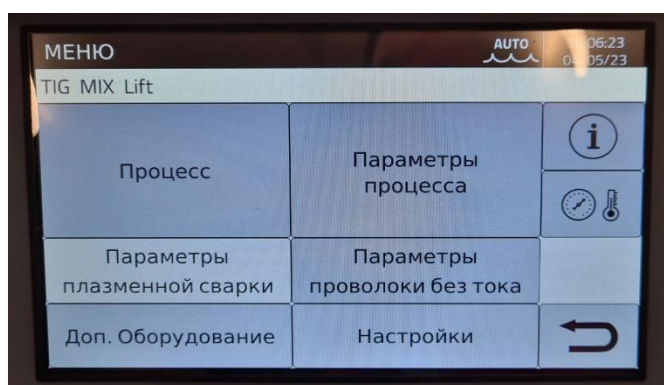 МЕНЮ
AUTO
06:23
05/23
TIG MIX Lift
Процесс
Параметры
процесса
i
Параметры
плазменной сварки
Параметры
проволоки без тока
Доп. Оборудование
Настройки